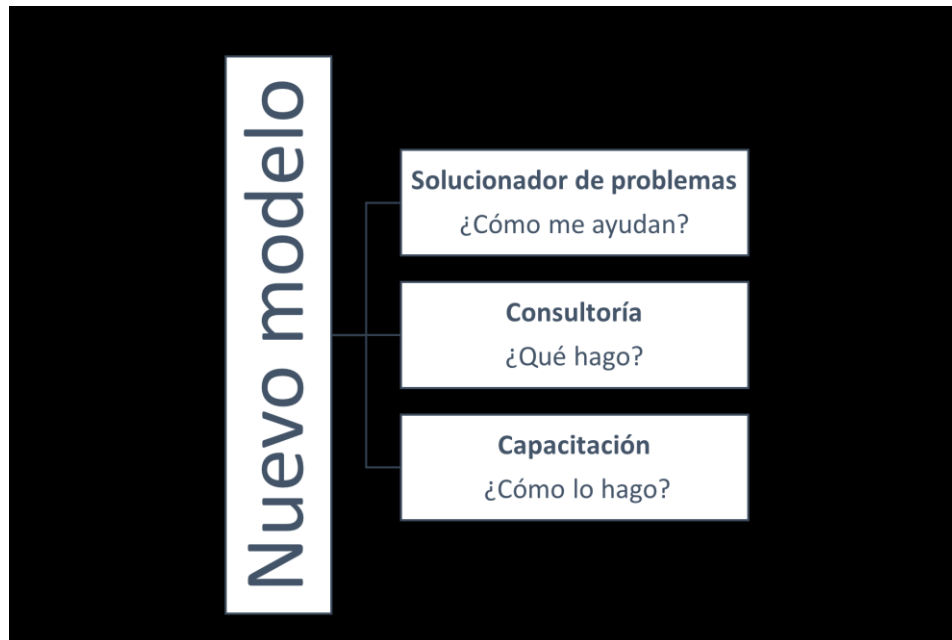 Nuevo modelo
Solucionador de problemas
¿Cómo me ayudan?
Consultoría
¿Qué hago?
Capacitación
¿Cómo lo hago?